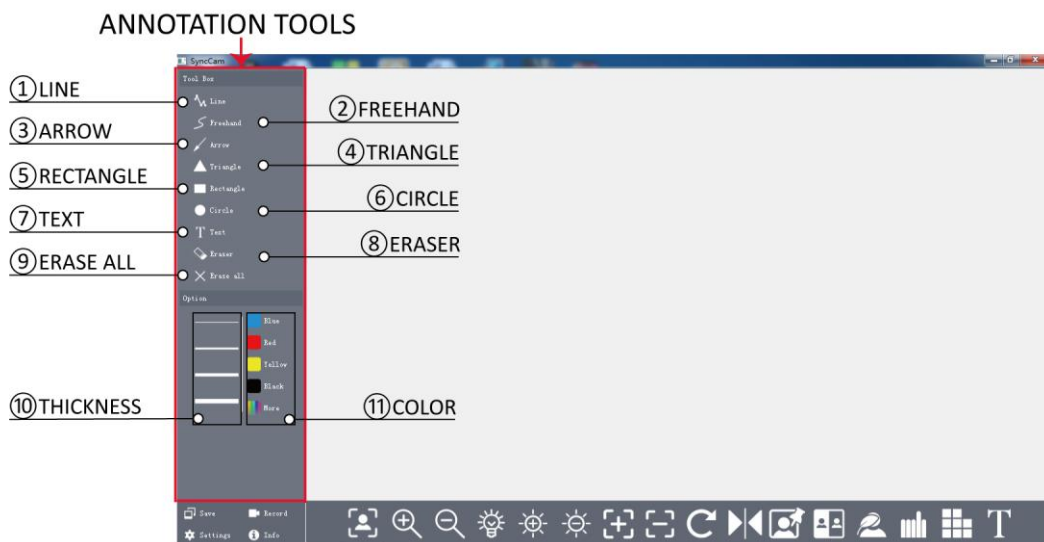 ANNOTATION TOOLS
SyncCam
Tool Box
①LINE
Line
②FREEHAND
Freehand
③ARROW
Arrow
④TRIANGLE
Triangle
⑤RECTANGLE
Rectangle
⑥CIRCLE
Circle
⑦TEXT
T Text
⑧ERASER
Eraser
⑨ERASE ALL
Erase all
Option
Blue
Red
Yellow
Black
More
⑩THICKNESS
⑪COLOR
Save Record
Settings Info
T